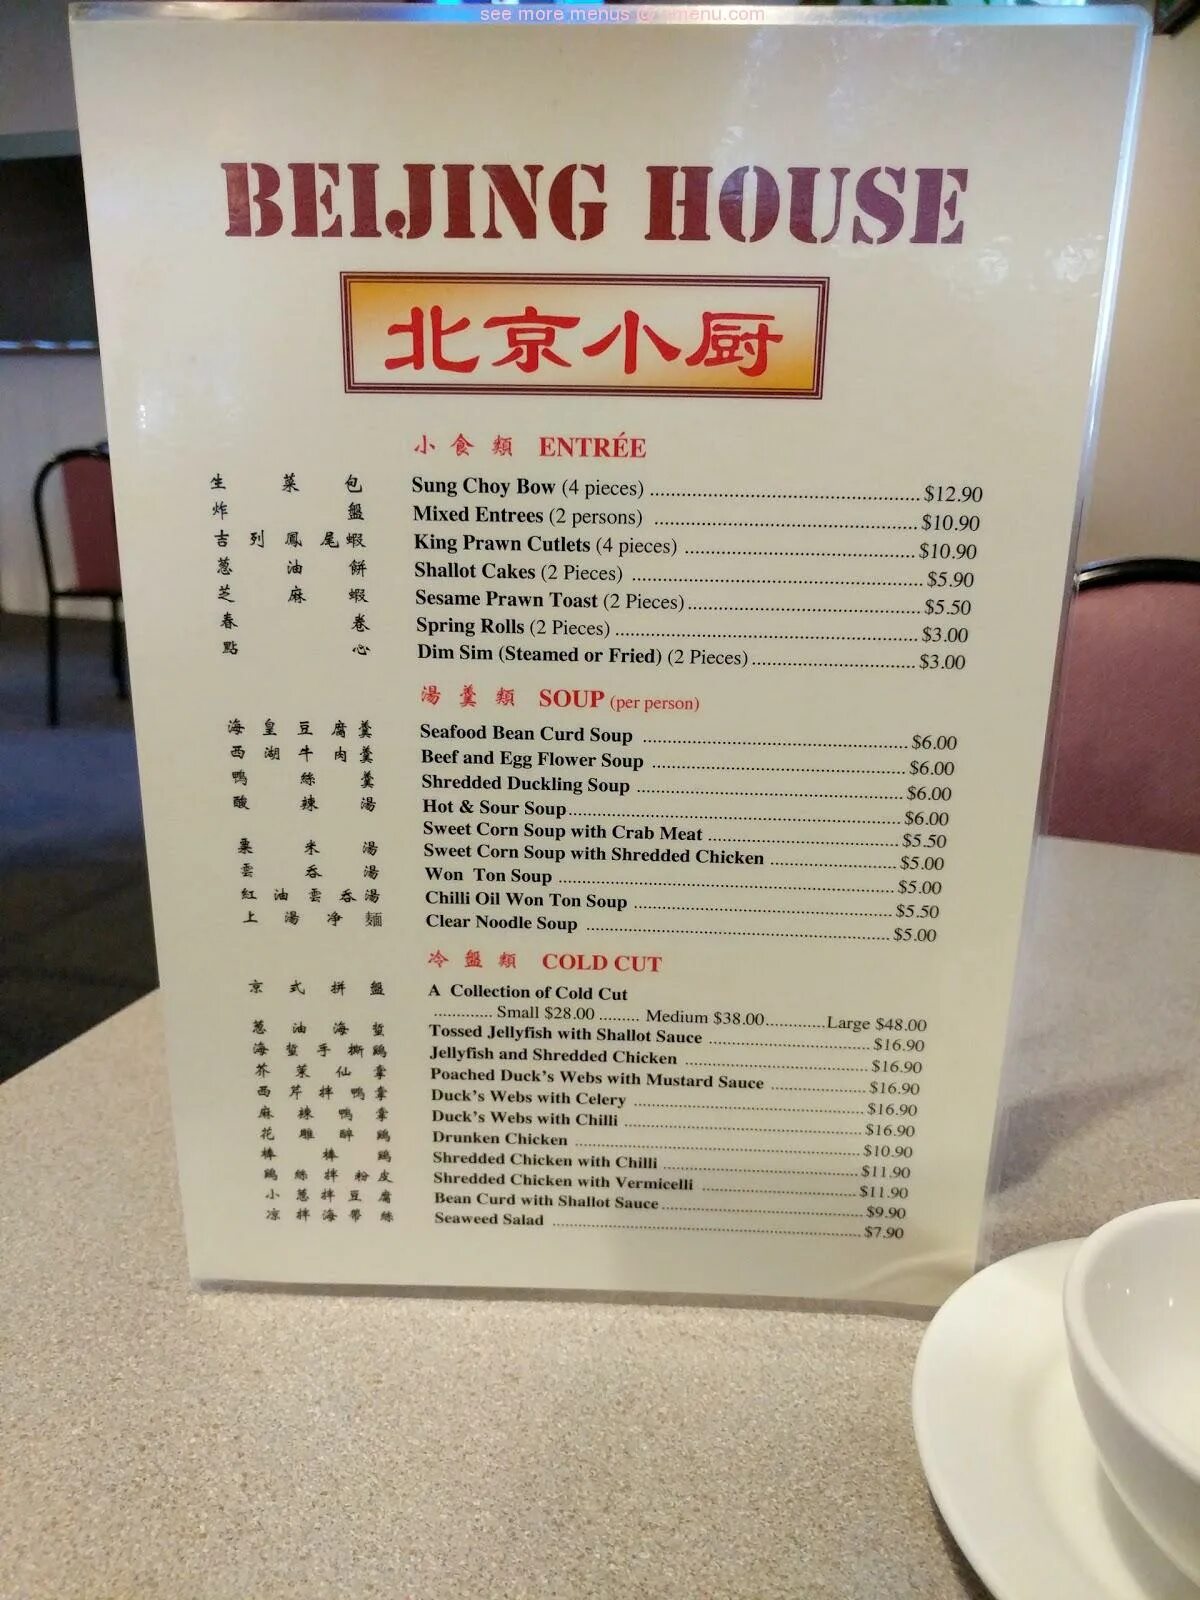 see more menus @ menu.com
BEIJING HOUSE
北京小厨
小食類 ENTRÉE
生菜包 Sung Choy Bow (4 pieces) $12.90
炸盤 Mixed Entrees (2 persons) $10.90
吉列鳳尾蝦 King Prawn Cutlets (4 pieces) $10.90
葱油餅 Shallot Cakes (2 Pieces) $5.90
芝麻蝦 Sesame Prawn Toast (2 Pieces) $5.50
春卷 Spring Rolls (2 Pieces) $3.00
點心 Dim Sim (Steamed or Fried) (2 Pieces) $3.00
湯羹類 SOUP (per person)
海皇豆腐羹 Seafood Bean Curd Soup $6.00
西湖牛肉羹 Beef and Egg Flower Soup $6.00
鴨絲羹 Shredded Duckling Soup $6.00
酸辣湯 Hot & Sour Soup $6.00
Sweet Corn Soup with Crab Meat $5.50
粟米湯 Sweet Corn Soup with Shredded Chicken $5.00
雲吞湯 Won Ton Soup $5.00
紅油雲吞湯 Chilli Oil Won Ton Soup $5.50
上湯净麵 Clear Noodle Soup $5.00
冷盤類 COLD CUT
京式拼盤 A Collection of Cold Cut
Small $28.00 Medium $38.00 Large $48.00
葱油海蜇 Tossed Jellyfish with Shallot Sauce $16.90
海蜇手撕鷄 Jellyfish and Shredded Chicken $16.90
芥茉仙掌 Poached Duck's Webs with Mustard Sauce $16.90
西芹拌鴨掌 Duck's Webs with Celery $16.90
麻辣鴨掌 Duck's Webs with Chilli $16.90
花雕醉鷄 Drunken Chicken $10.90
棒棒鷄 Shredded Chicken with Chilli $11.90
鷄絲拌粉皮 Shredded Chicken with Vermicelli $11.90
小葱拌豆腐 Bean Curd with Shallot Sauce $9.90
凉拌海帶絲 Seaweed Salad $7.90